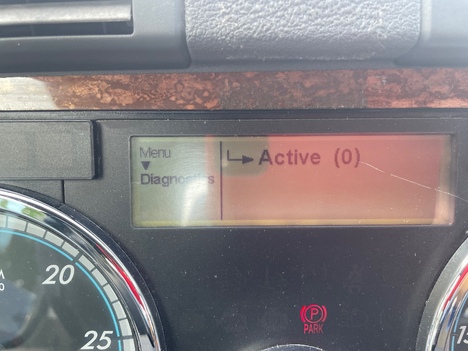 Menu
Active (0)
Diagnostics
20
25
P
PARK